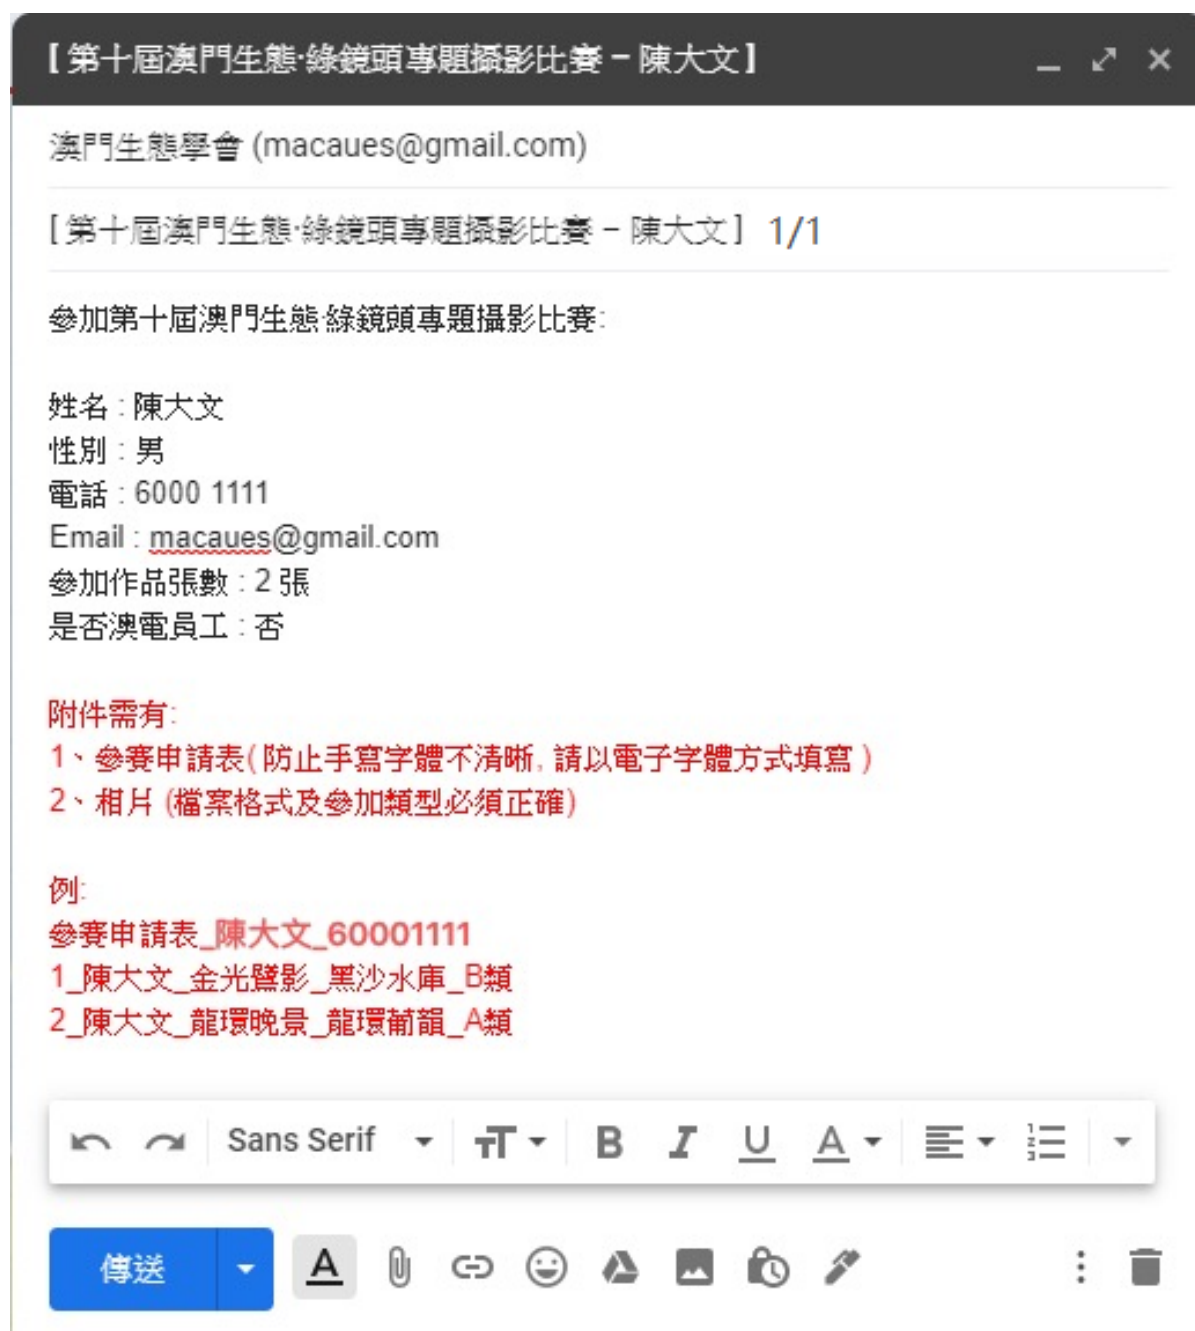 [ 第十屆澳門生態·綠鏡頭專題攝影比賽 – 陳大文 ]
澳門生態學會 (macaues@gmail.com)
[ 第十屆澳門生態·綠鏡頭專題攝影比賽 – 陳大文 ] 1/1
參加第十屆澳門生態·綠鏡頭專題攝影比賽:
姓名 : 陳大文
性別 : 男
電話 : 6000 1111
Email : macaues@gmail.com
參加作品張數 : 2 張
是否澳電員工 : 否
附件需有:
1、參賽申請表( 防止手寫字體不清晰, 請以電子字體方式填寫 )
2、相片 (檔案格式及參加類型必須正確)
例:
參賽申請表_陳大文_60001111
1_陳大文_金光鷺影_黑沙水庫_B類
2_陳大文_龍環晚景_龍環葡韻_A類
Sans Serif
傳送